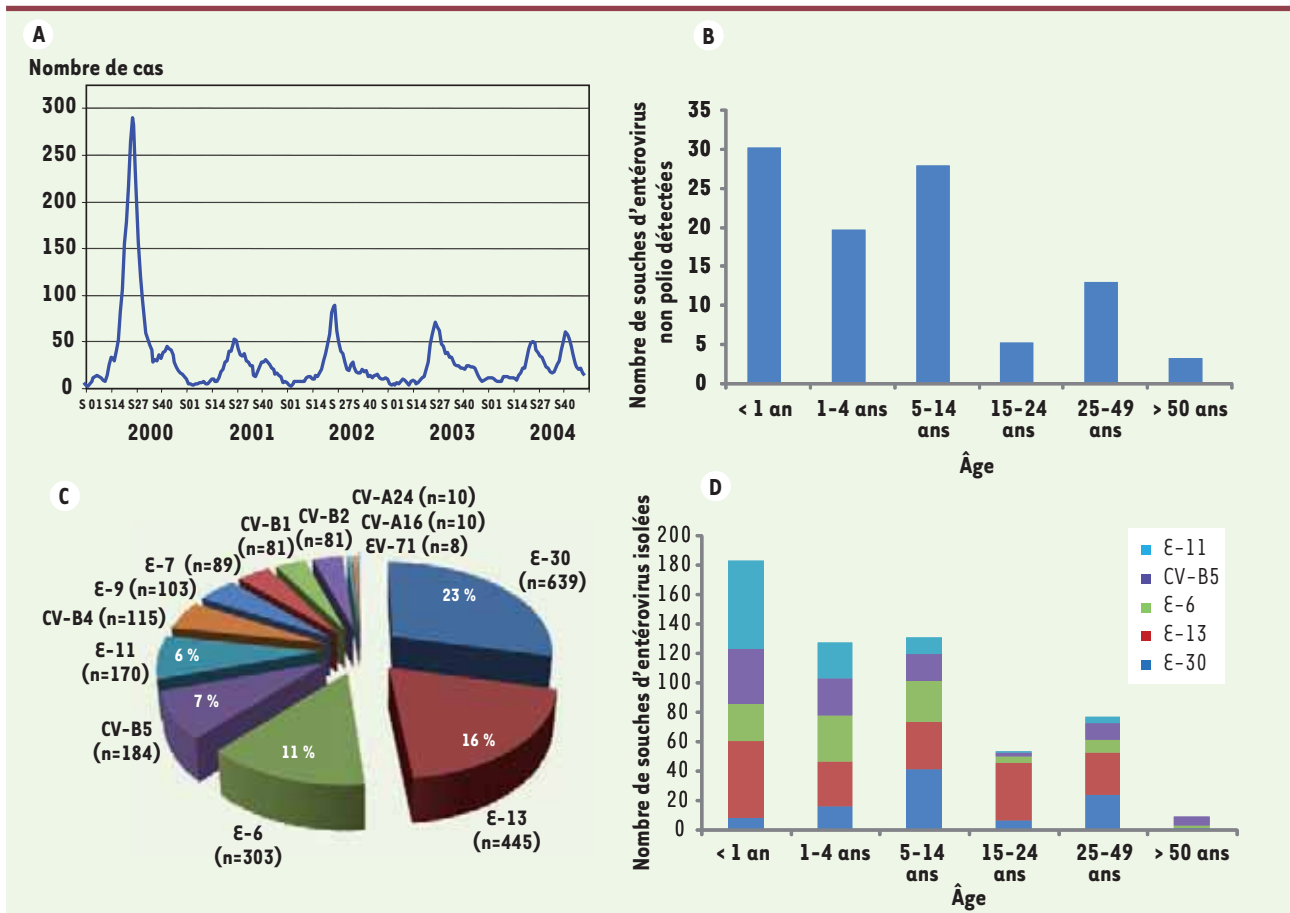 A
Nombre de cas
300
250
200
150
100
50
0
S 01 S14 S27 S40 S01 S14 S27 S40 S01 S14 S 27 S 40 S 01 S14 S27 S40 S01 S14 S27 S40
2000 2001 2002 2003 2004
B
Nombre de souches d'entérovirus
non polio détectées
35
30
25
20
15
10
5
0
< 1 an 1-4 ans 5-14 ans 15-24 ans 25-49 ans > 50 ans
Âge
C
CV-A24 (n=10)
CV-A16 (n=10)
EV-71 (n=8)
CV-B2
(n=81)
CV-B1
(n=81)
E-7 (n=89)
E-9 (n=103)
CV-B4 (n=115)
E-11
(n=170)
6 %
CV-B5
(n=184)
7 %
E-6
(n=303)
11 %
E-13
(n=445)
16 %
E-30
(n=639)
23 %
D
Nombre de souches d'entérovirus isolées
200
180
160
140
120
100
80
60
40
20
0
E-11
CV-B5
E-6
E-13
E-30
< 1 an 1-4 ans 5-14 ans 15-24 ans 25-49 ans > 50 ans
Âge